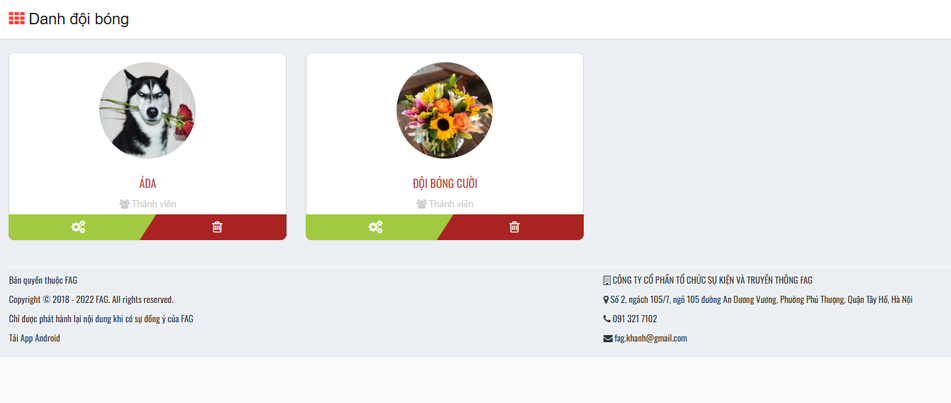 Danh đội bóng
ÁDA
Thành viên
ĐỘI BÓNG CƯỜI
Thành viên
Bản quyền thuộc FAG
Copyright © 2018 - 2022 FAG. All rights reserved.
Chỉ được phát hành lại nội dung khi có sự đồng ý của FAG
Tải App Android
CÔNG TY CỔ PHẦN TỔ CHỨC SỰ KIỆN VÀ TRUYỀN THÔNG FAG
Số 2, ngách 105/7, ngõ 105 đường An Dương Vương, Phường Phú Thượng, Quận Tây Hồ, Hà Nội
091 321 7102
fag.khanh@gmail.com